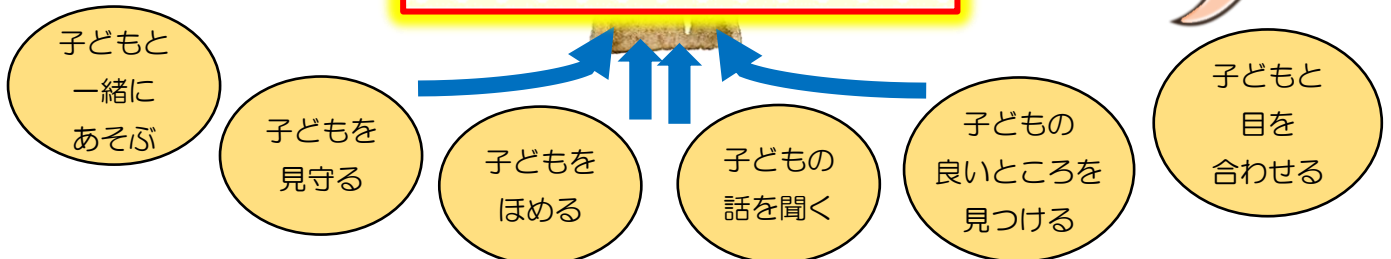 子どもと
一緒に
あそぶ
子どもを
見守る
子どもを
ほめる
子どもの
話を聞く
子どもの
良いところを
見つける
子どもと
目を
合わせる